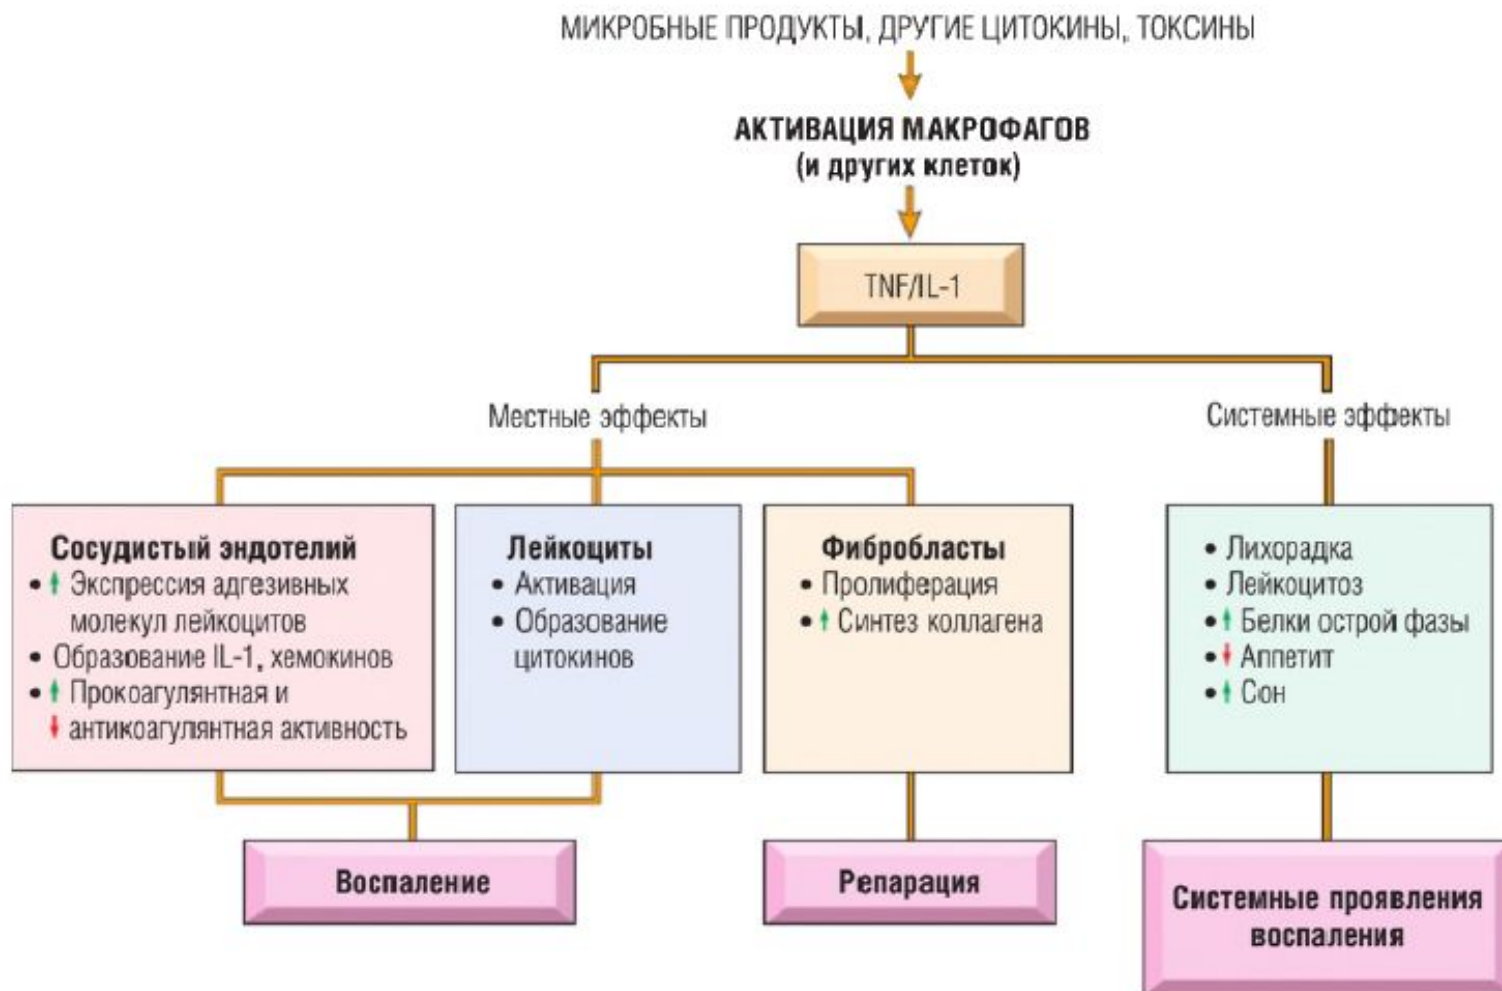 МИКРОБНЫЕ ПРОДУКТЫ, ДРУГИЕ ЦИТОКИНЫ, ТОКСИНЫ
АКТИВАЦИЯ МАКРОФАГОВ
(и других клеток)
TNF/IL-1
Местные эффекты
Системные эффекты
Сосудистый эндотелий
• ↑ Экспрессия адгезивных
молекул лейкоцитов
• Образование IL-1, хемокинов
• ↑ Прокоагулянтная и
↓ антикоагулянтная активность
Лейкоциты
• Активация
• Образование
цитокинов
Фибробласты
• Пролиферация
• ↑ Синтез коллагена
• Лихорадка
• Лейкоцитоз
• ↑ Белки острой фазы
• ↓ Аппетит
• ↑ Сон
Воспаление
Репарация
Системные проявления
воспаления